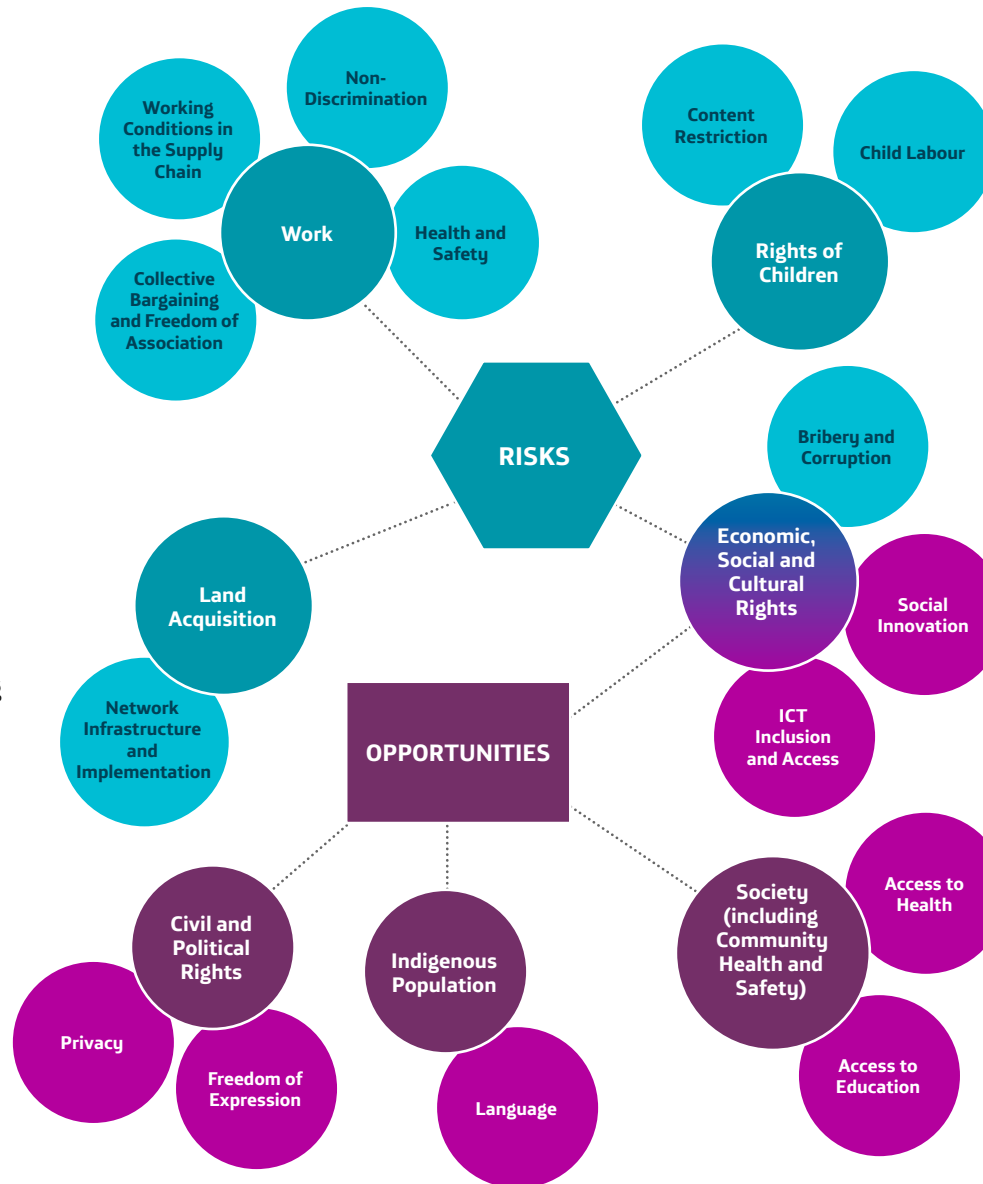 Non-
Discrimination
Working
Conditions in
the Supply
Chain
Work
Health and
Safety
Collective
Bargaining
and Freedom of
Association
Content
Restriction
Child Labour
Rights of
Children
RISKS
Bribery and
Corruption
Economic,
Social and
Cultural
Rights
Social
Innovation
ICT
Inclusion
and Access
Land
Acquisition
Network
Infrastructure
and
Implementation
OPPORTUNITIES
Civil and
Political
Rights
Privacy
Freedom of
Expression
Indigenous
Population
Language
Society
(including
Community
Health and
Safety)
Access to
Health
Access to
Education